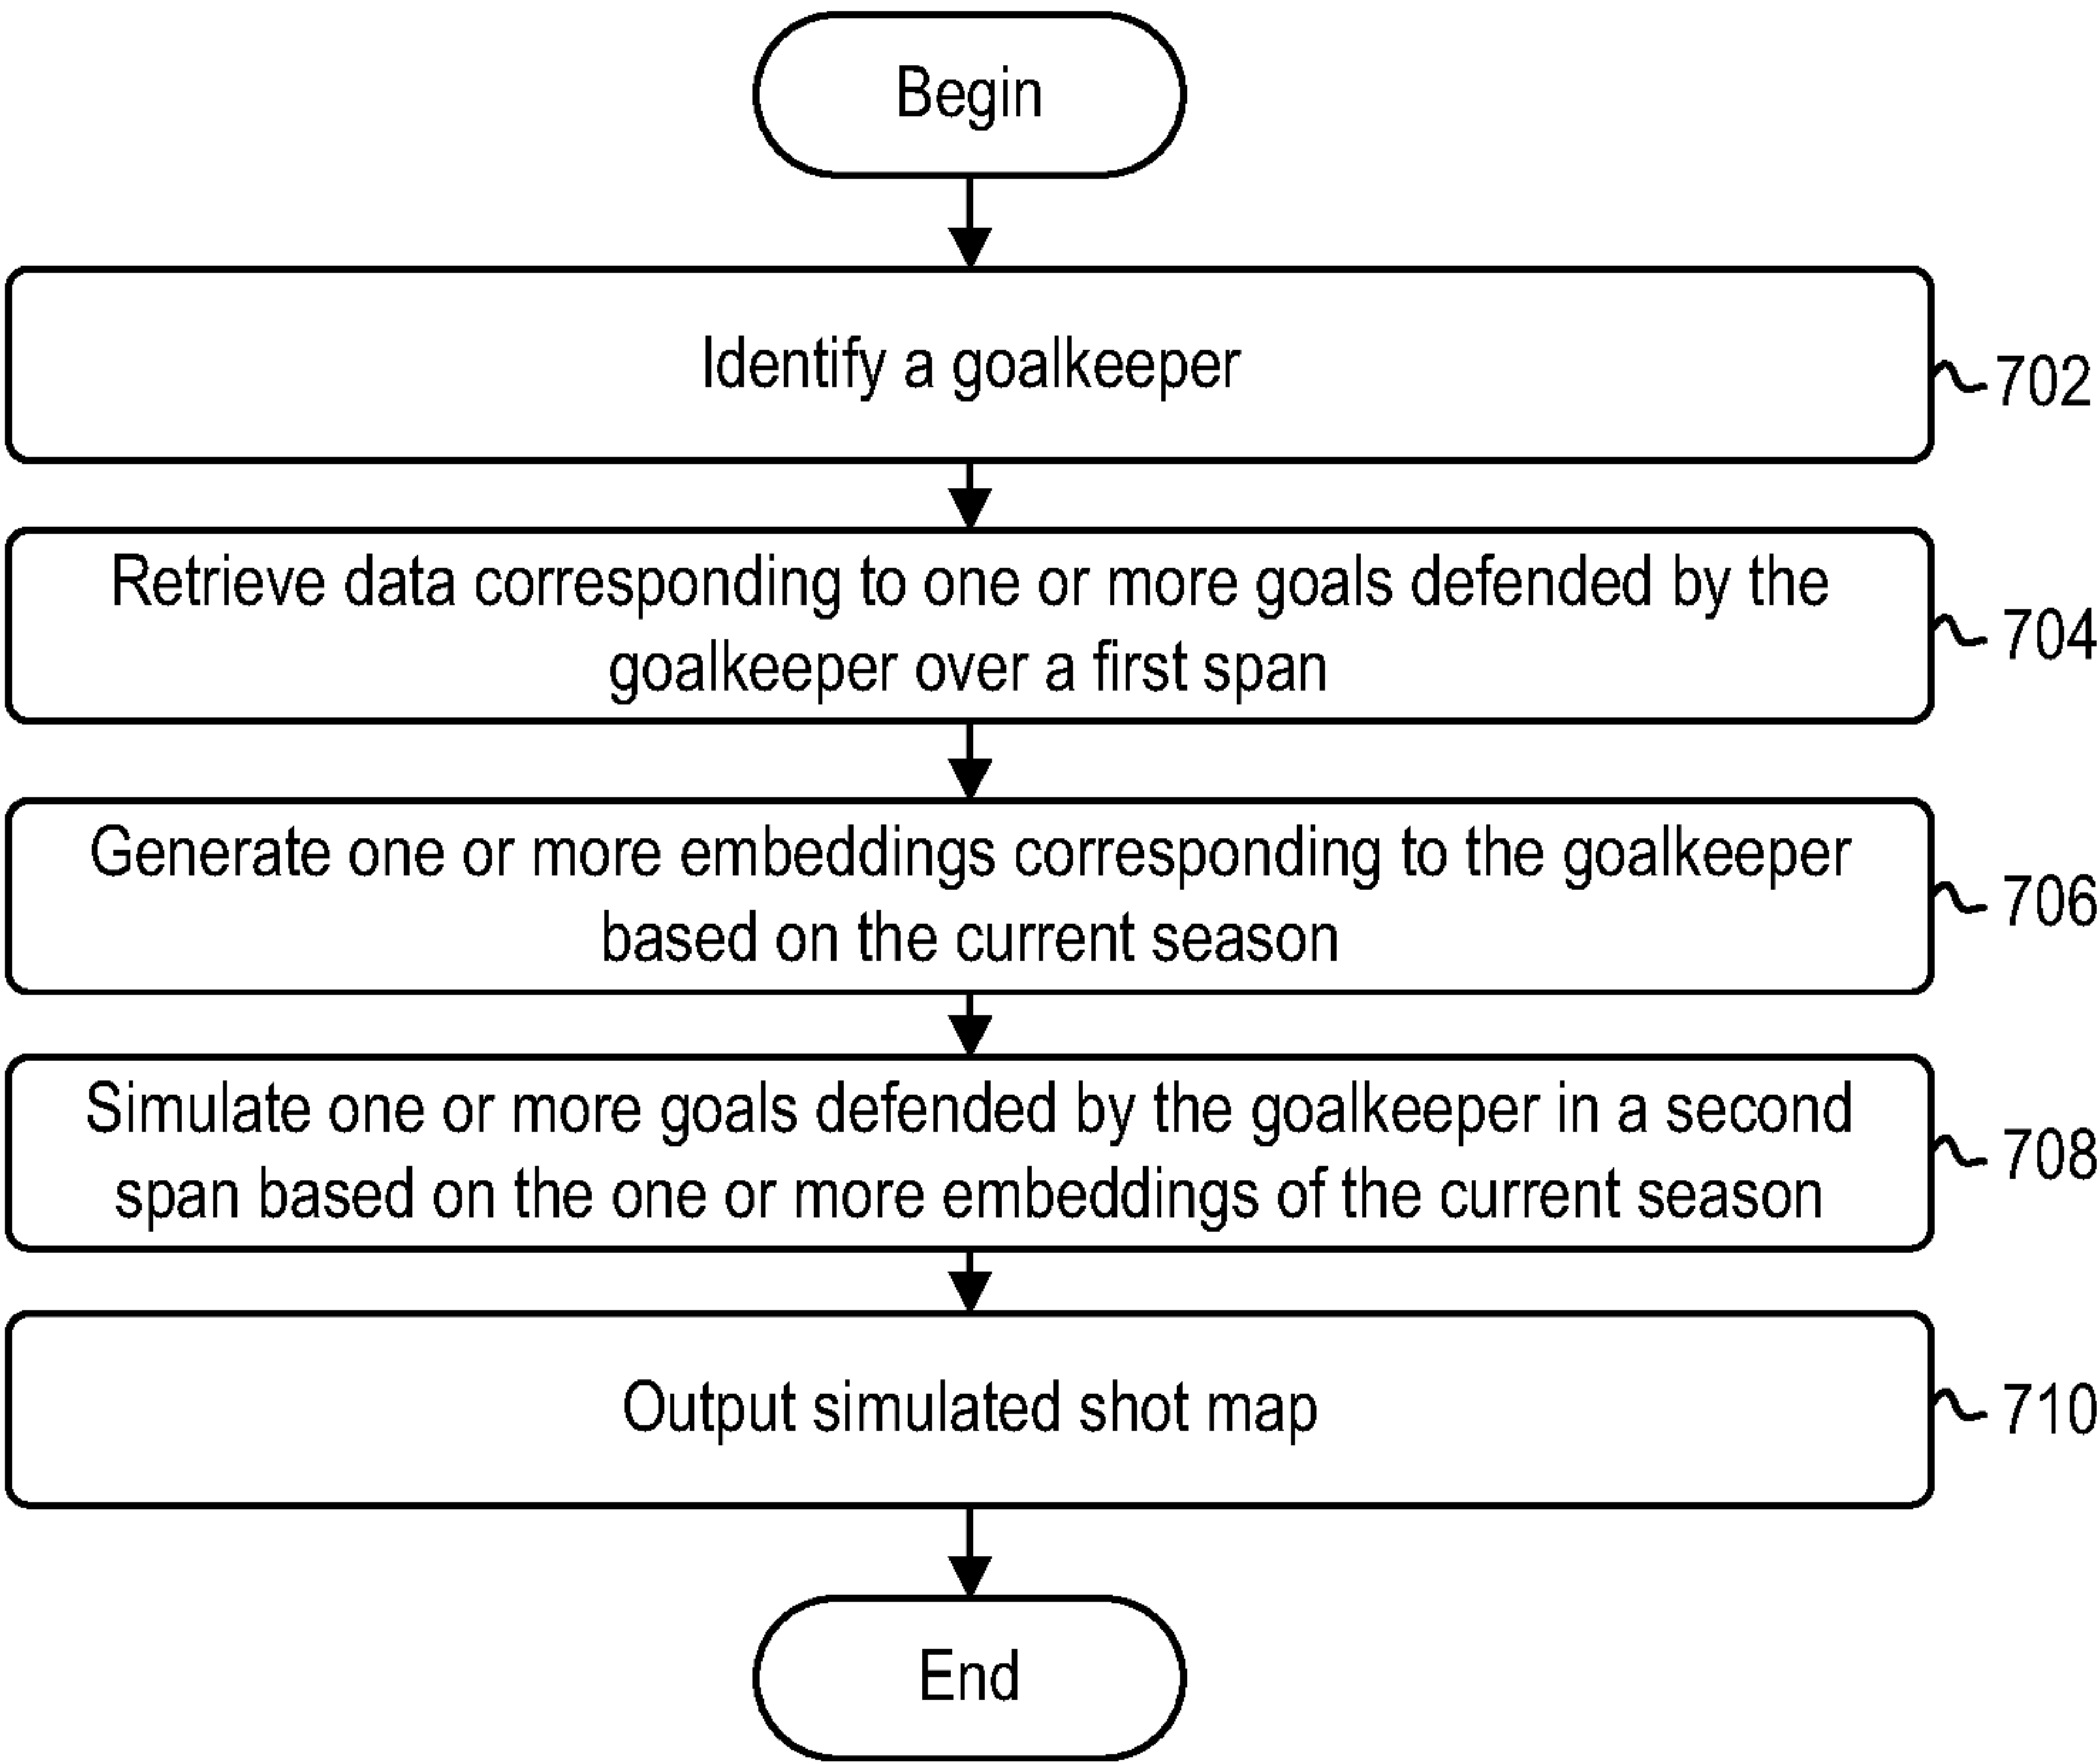 Begin
Identify a goalkeeper
702
Retrieve data corresponding to one or more goals defended by the
goalkeeper over a first span
704
Generate one or more embeddings corresponding to the goalkeeper
based on the current season
706
Simulate one or more goals defended by the goalkeeper in a second
span based on the one or more embeddings of the current season
708
Output simulated shot map
710
End